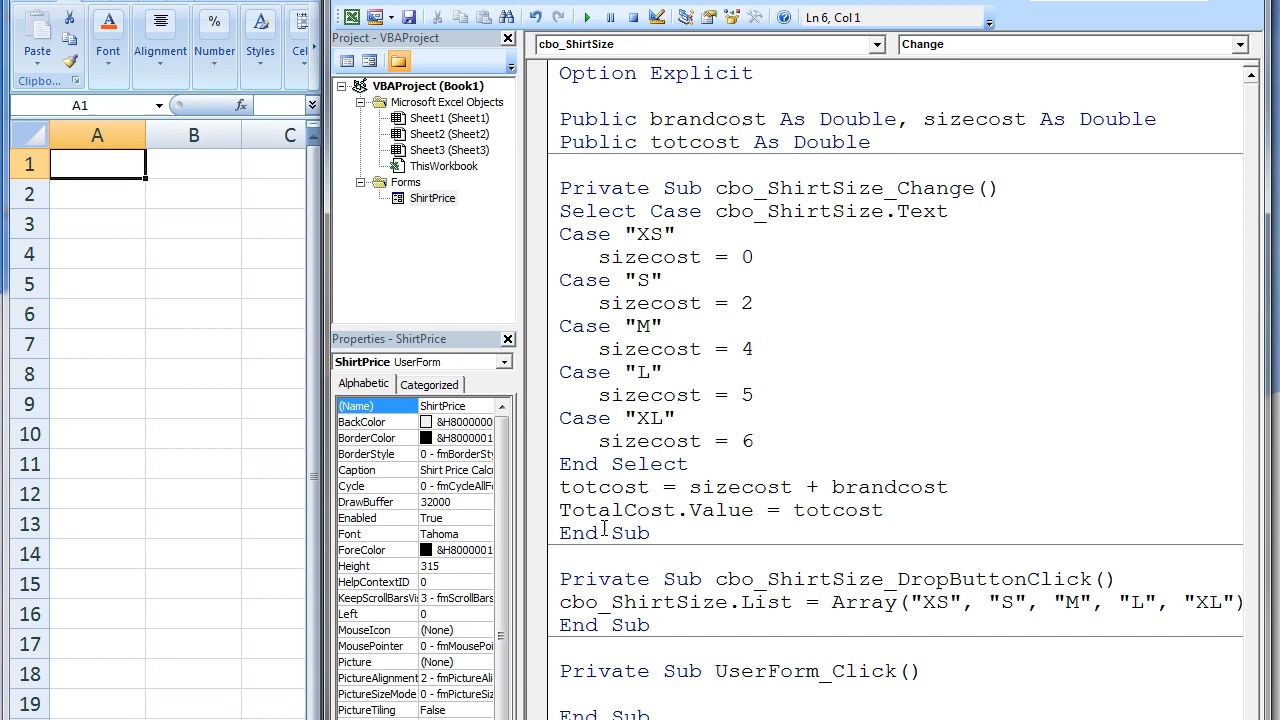 Ln 6, Col 1
Paste
Font
Alignment
Number
Styles
Cel
Clipbo...
A1
fx
A B C
1
2
3
4
5
6
7
8
9
10
11
12
13
14
15
16
17
18
19
Project - VBAProject
VBAProject (Book1)
Microsoft Excel Objects
Sheet1 (Sheet1)
Sheet2 (Sheet2)
Sheet3 (Sheet3)
ThisWorkbook
Forms
ShirtPrice
Properties - ShirtPrice
ShirtPrice UserForm
Alphabetic Categorized
(Name) ShirtPrice
BackColor &H8000000
BorderColor &H8000001
BorderStyle 0 - fmBorderSty
Caption Shirt Price Calcu
Cycle 0 - fmCycleAllFo
DrawBuffer 32000
Enabled True
Font Tahoma
ForeColor &H8000001
Height 315
HelpContextID 0
KeepScrollBarsVis 3 - fmScrollBars
Left 0
MouseIcon (None)
MousePointer 0 - fmMousePoi
Picture (None)
PictureAlignment 2 - fmPictureAli
PictureSizeMode 0 - fmPictureSiz
PictureTiling False
cbo_ShirtSize Change
Option Explicit
Public brandcost As Double, sizecost As Double
Public totcost As Double
Private Sub cbo_ShirtSize_Change()
Select Case cbo_ShirtSize.Text
Case "XS"
sizecost = 0
Case "S"
sizecost = 2
Case "M"
sizecost = 4
Case "L"
sizecost = 5
Case "XL"
sizecost = 6
End Select
totcost = sizecost + brandcost
TotalCost.Value = totcost
End Sub
Private Sub cbo_ShirtSize_DropButtonClick()
cbo_ShirtSize.List = Array("XS", "S", "M", "L", "XL")
End Sub
Private Sub UserForm_Click()
End Sub